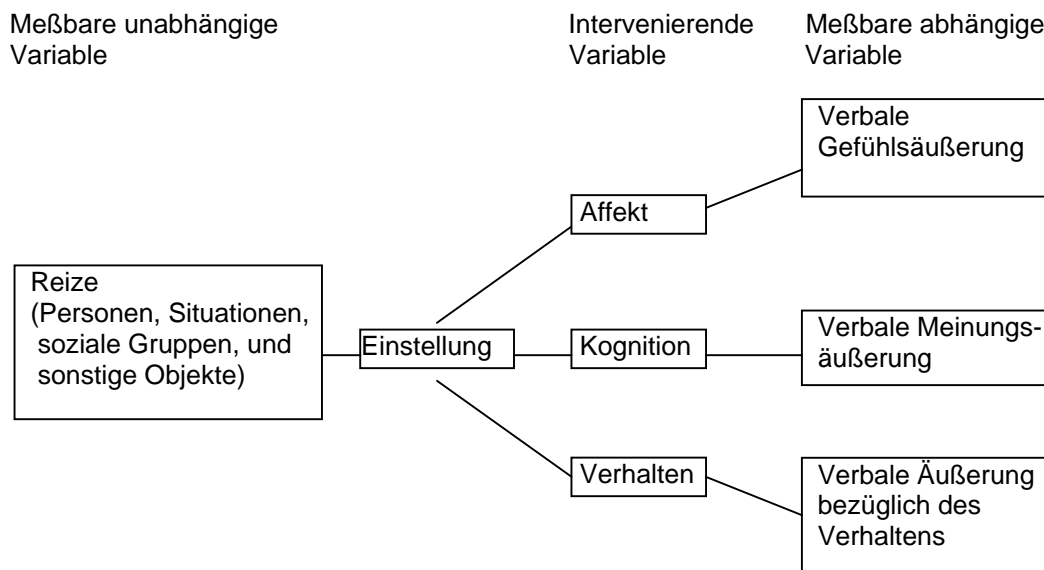 Meßbare unabhängige
Variable
Intervenierende
Variable
Meßbare abhängige
Variable
Verbale
Gefühlsäußerung
Affekt
Reize
(Personen, Situationen,
soziale Gruppen, und
sonstige Objekte)
Einstellung
Kognition
Verbale Meinungs-
äußerung
Verhalten
Verbale Äußerung
bezüglich des
Verhaltens